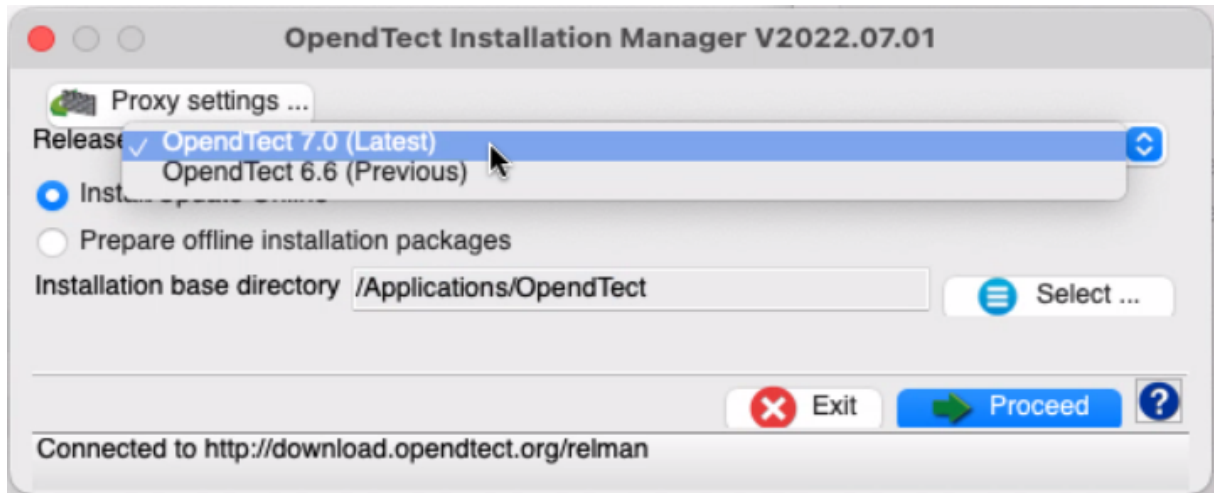 OpendTect Installation Manager V2022.07.01
Proxy settings ...
Release
✓ OpendTect 7.0 (Latest)
OpendTect 6.6 (Previous)
Prepare offline installation packages
Installation base directory /Applications/OpendTect Select ...
Exit Proceed ?
Connected to http://download.opendtect.org/relman